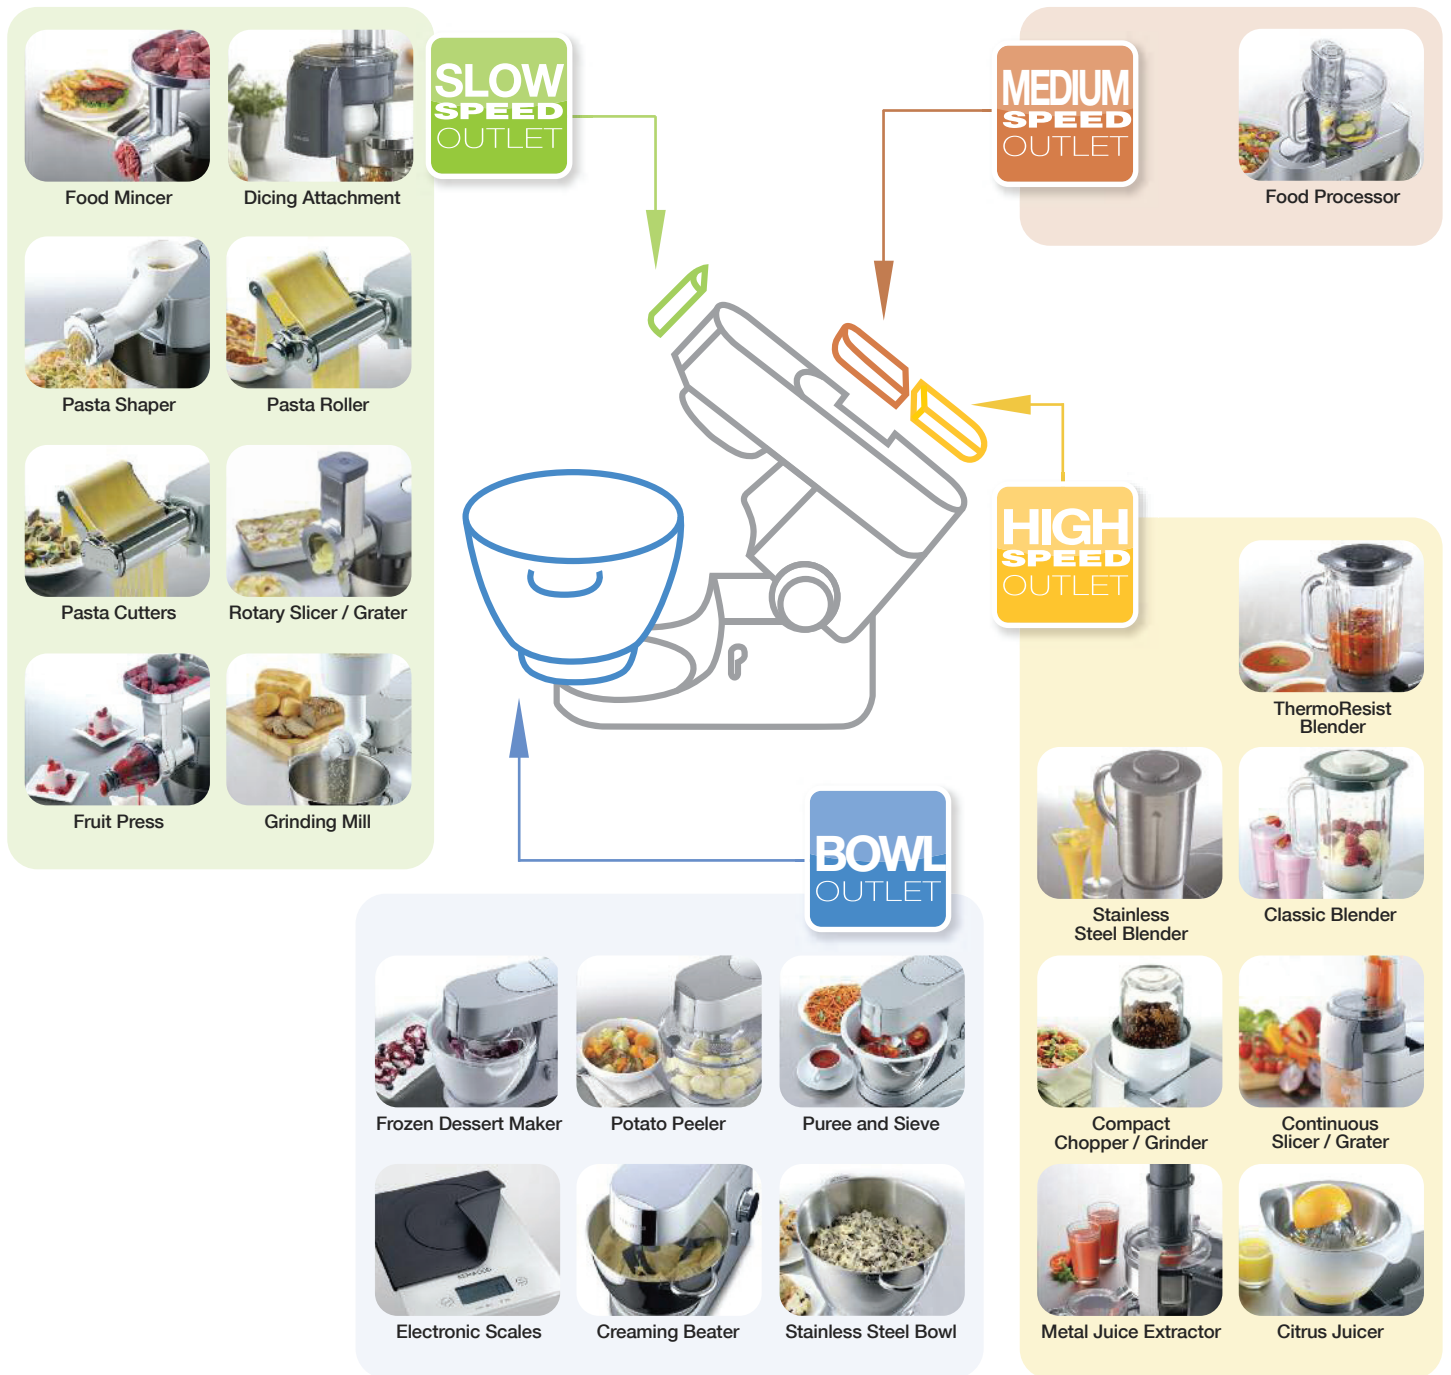 SLOW
SPEED
OUTLET
Food Mincer
Dicing Attachment
Pasta Shaper
Pasta Roller
Pasta Cutters
Rotary Slicer / Grater
Fruit Press
Grinding Mill
MEDIUM
SPEED
OUTLET
Food Processor
HIGH
SPEED
OUTLET
ThermoResist
Blender
Stainless
Steel Blender
Classic Blender
Compact
Chopper / Grinder
Continuous
Slicer / Grater
Metal Juice Extractor
Citrus Juicer
BOWL
OUTLET
Frozen Dessert Maker
Potato Peeler
Puree and Sieve
KENWOOD
Electronic Scales
Creaming Beater
Stainless Steel Bowl